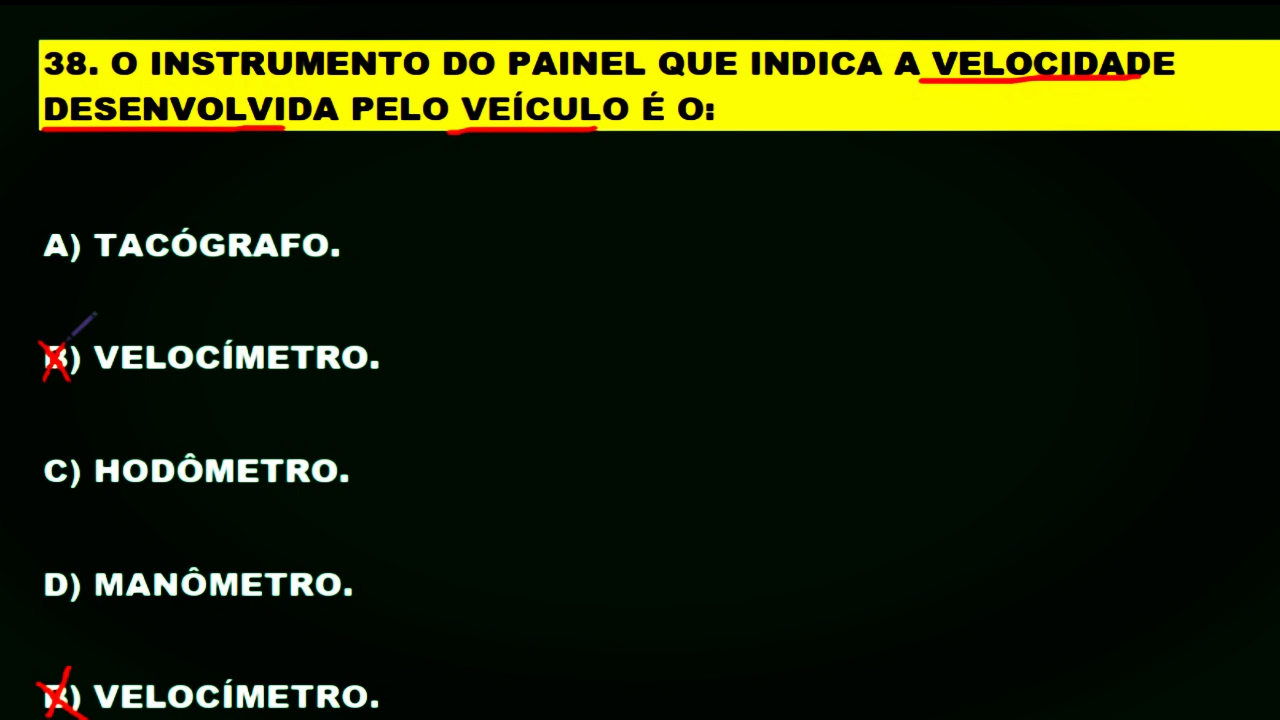 38. O INSTRUMENTO DO PAINEL QUE INDICA A VELOCIDADE
DESENVOLVIDA PELO VEÍCULO É O:
A) TACÓGRAFO.
B) VELOCÍMETRO.
C) HODÔMETRO.
D) MANÔMETRO.
B) VELOCÍMETRO.